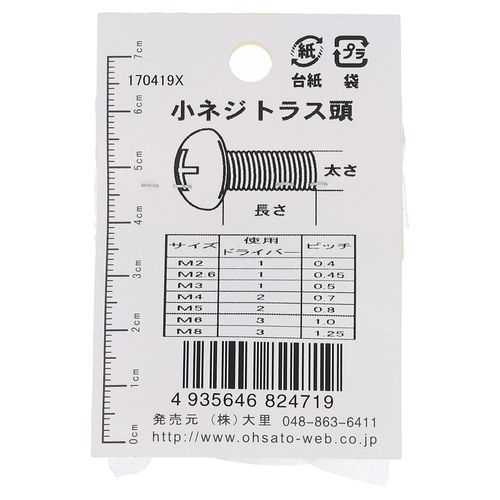 紙 プラ
台紙 袋
170419X
小ネジ トラス頭
太さ
長さ
サイズ 使用ドライバー ピッチ
M2 1 0.4
M2.6 1 0.45
M3 1 0.5
M4 2 0.7
M5 2 0.8
M6 3 1.0
M8 3 1.25
4 935646 824719
発売元 (株)大里 048-863-6411
http://www.ohsato-web.co.jp/
7cm
6cm
5cm
4cm
3cm
2cm
1cm
0cm